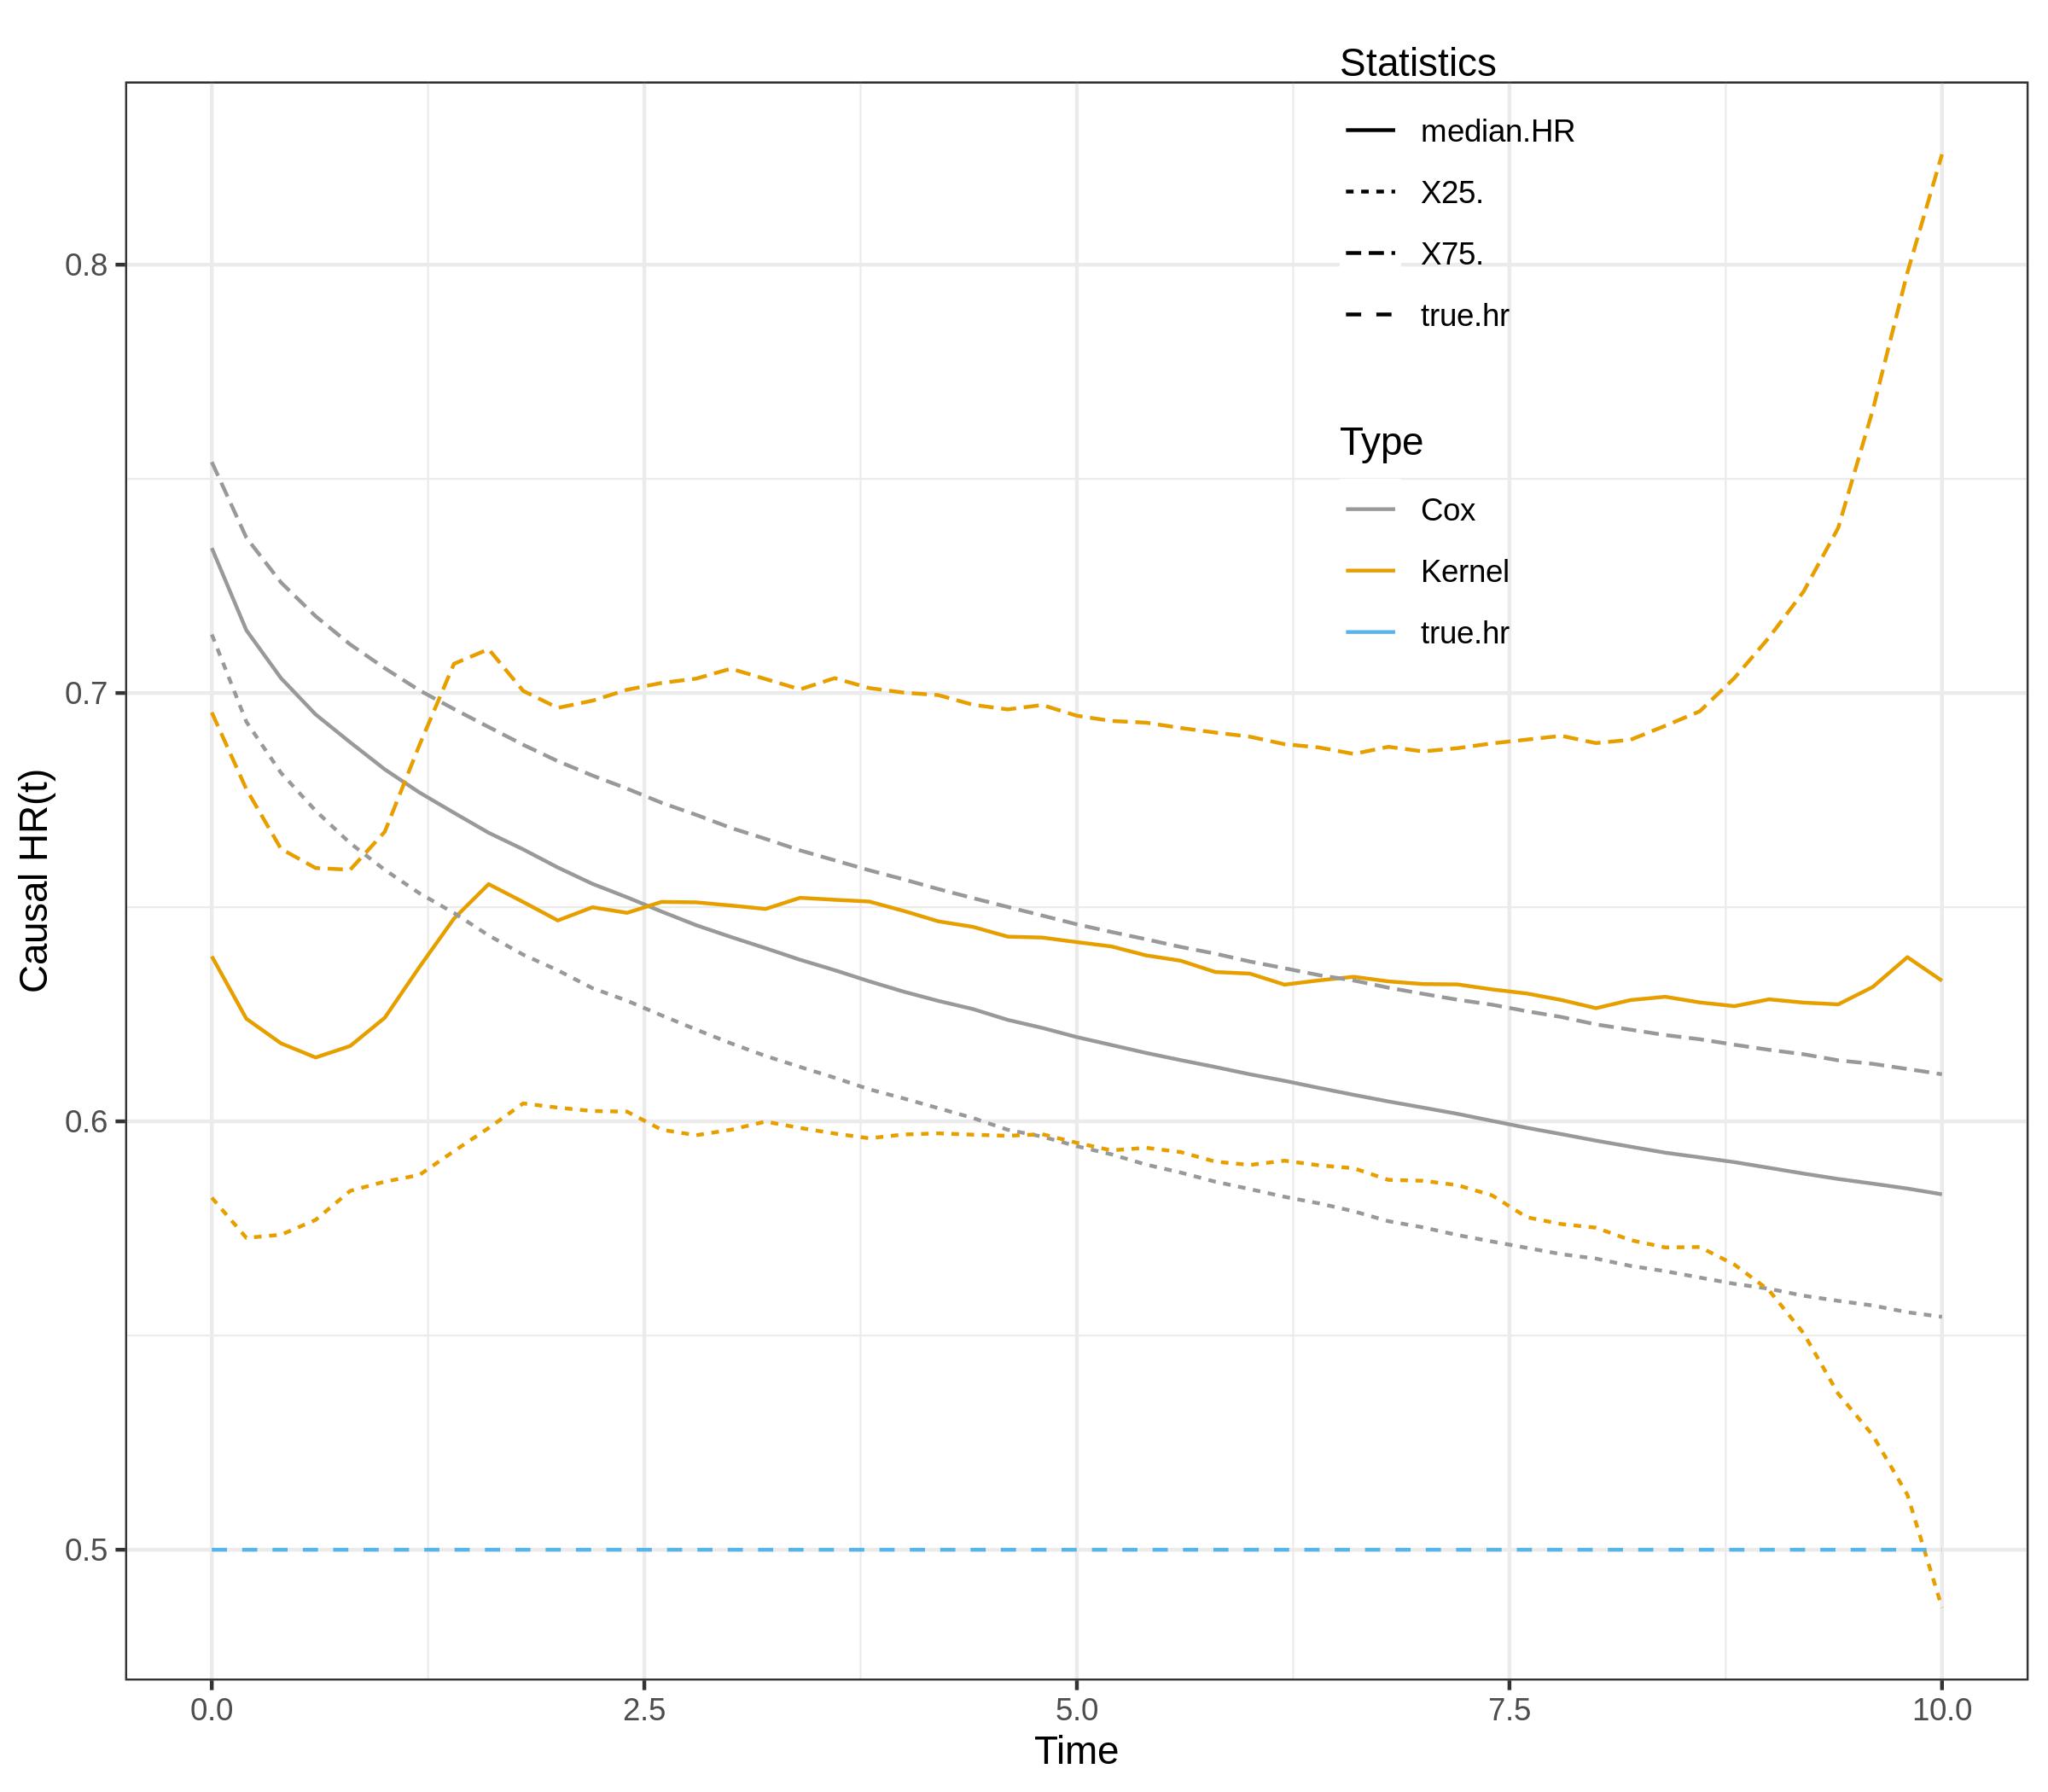 Statistics
median.HR
X25.
X75.
true.hr
Type
Cox
Kernel
true.hr
Causal HR(t)
0.8
0.7
0.6
0.5
0.0 2.5 5.0 7.5 10.0
Time